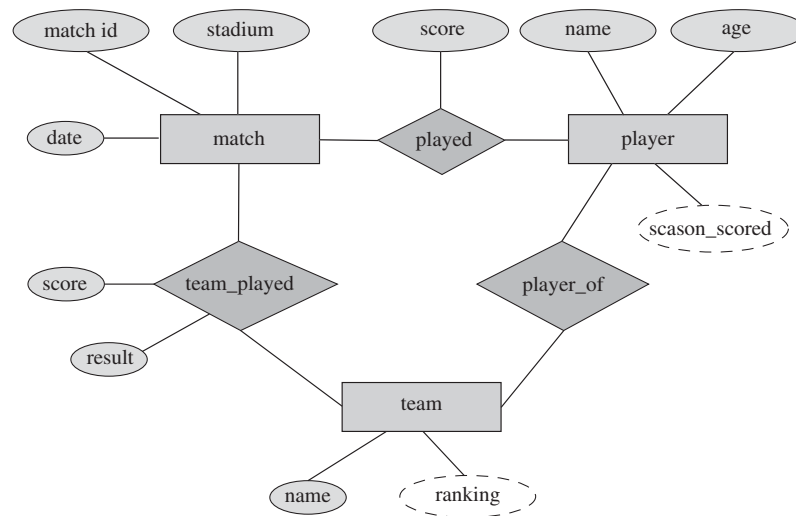 match id
stadium
score
name
age
date
match
played
player
scason_scored
score
team_played
player_of
result
team
name
ranking